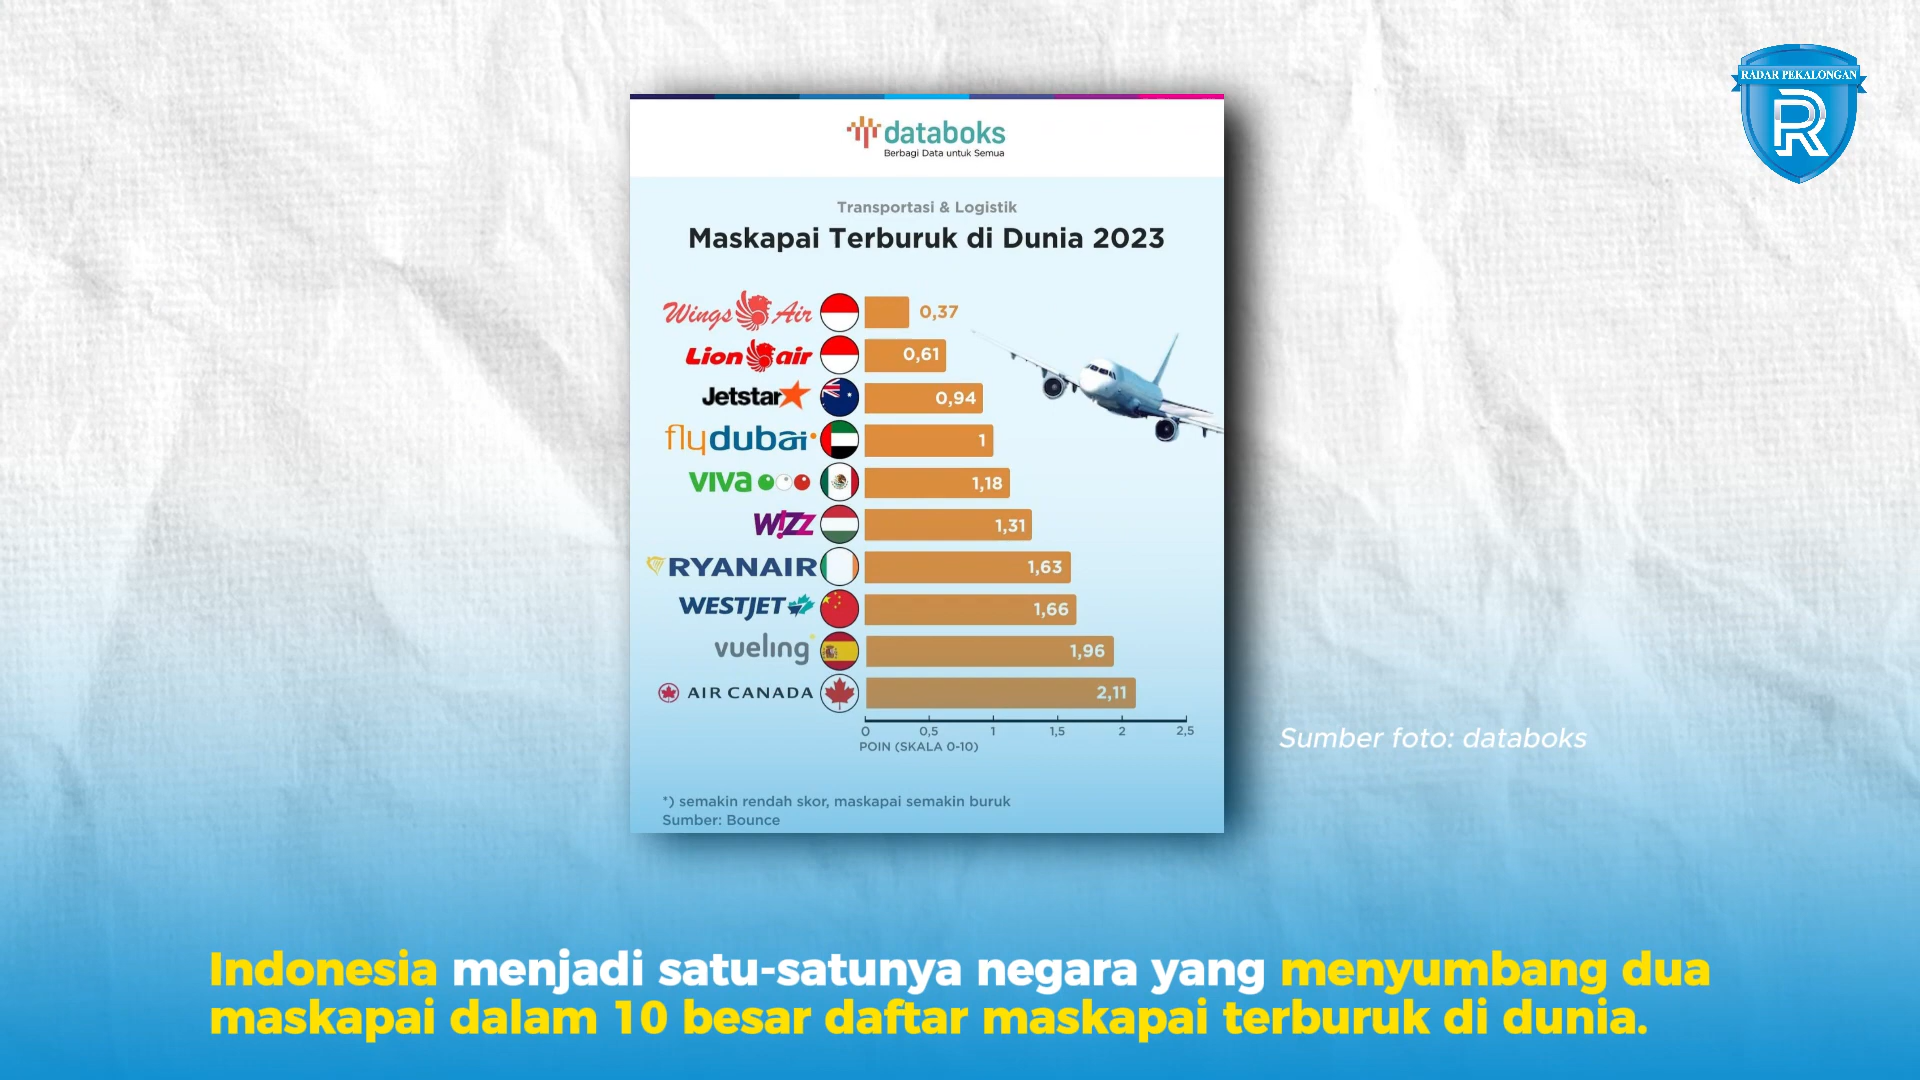 RADAR PEKALONGAN
R
databoks
Berbagi Data untuk Semua
Transportasi & Logistik
Maskapai Terburuk di Dunia 2023
Wings Air 0,37
Lion air 0,61
Jetstar 0,94
flydubai 1
VIVA 1,18
WIZZ 1,31
RYANAIR 1,63
WESTJET 1,66
vueling 1,96
AIR CANADA 2,11
0 0,5 1 1,5 2 2,5
POIN (SKALA 0-10)
Sumber foto: databoks
*) semakin rendah skor, maskapai semakin buruk
Sumber: Bounce
Indonesia menjadi satu-satunya negara yang menyumbang dua
maskapai dalam 10 besar daftar maskapai terburuk di dunia.